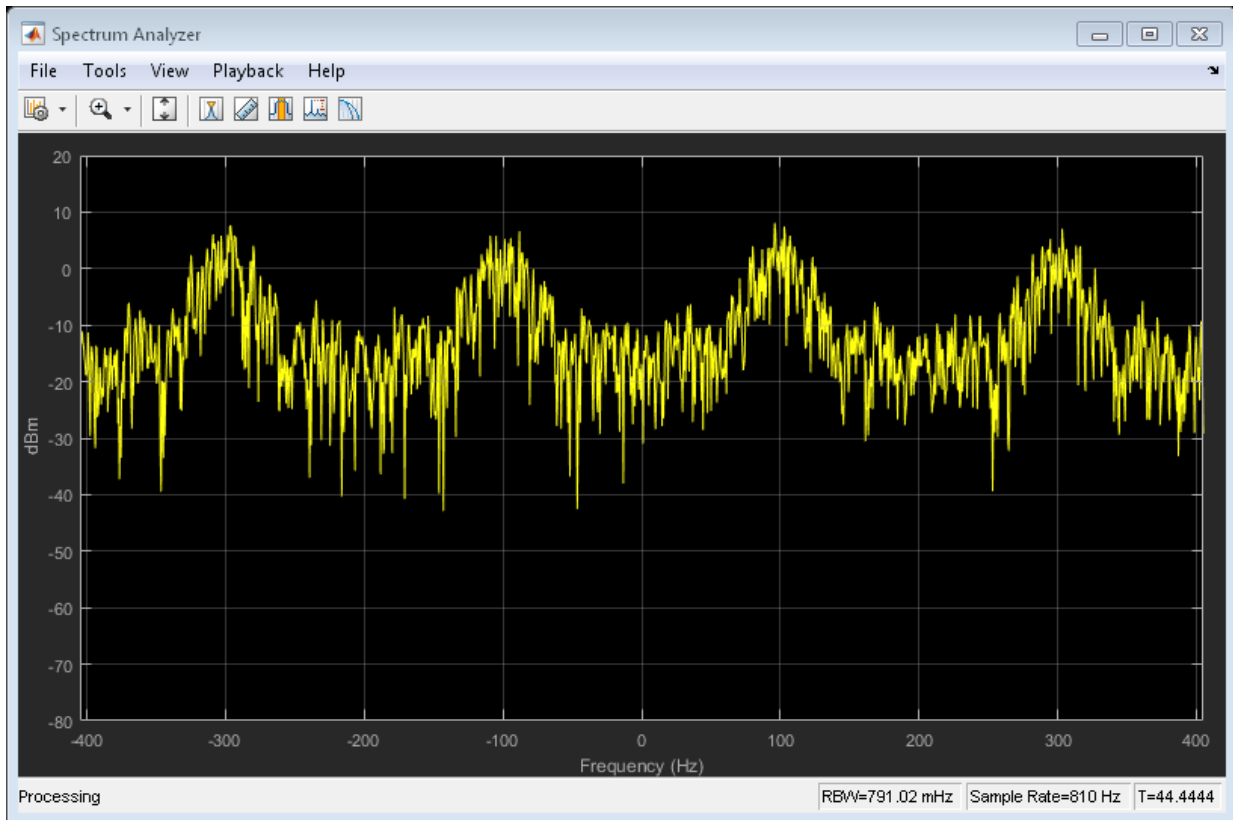 Spectrum Analyzer
File Tools View Playback Help
20
10
0
-10
-20
-30
-40
-50
-60
-70
-80
dBm
-400 -300 -200 -100 0 100 200 300 400
Frequency (Hz)
Processing RBW=791.02 mHz Sample Rate=810 Hz T=44.4444